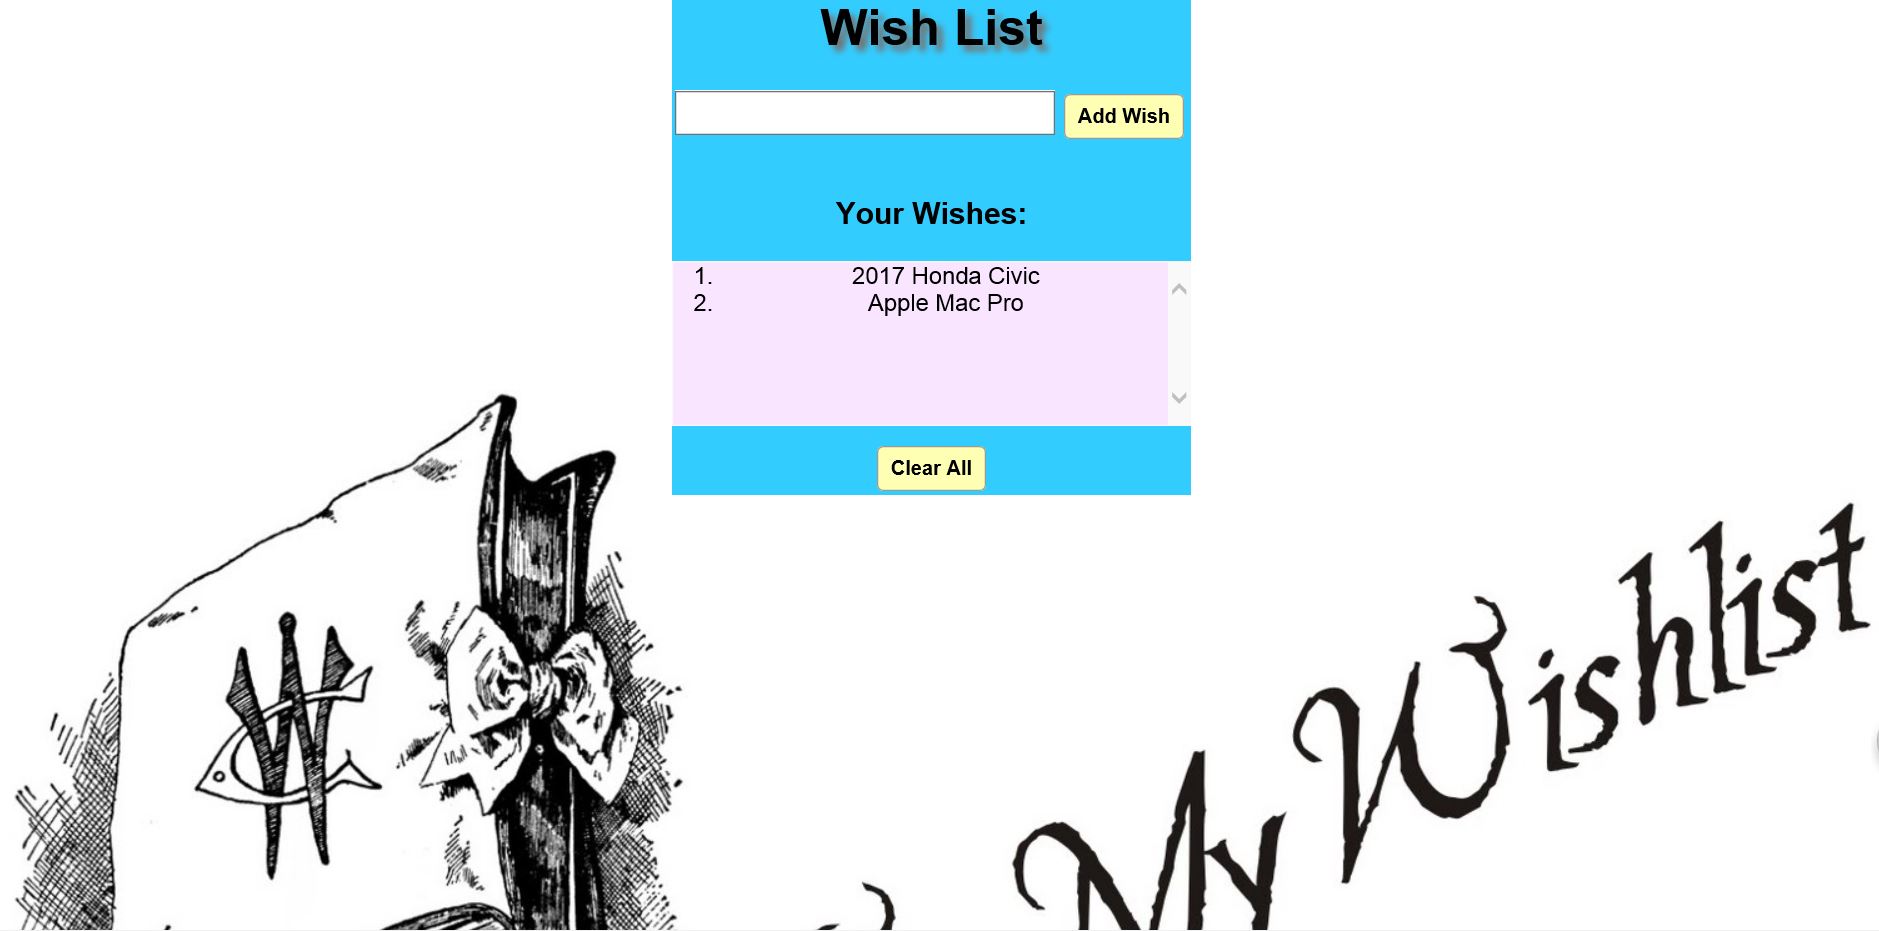 Wish List
Add Wish
Your Wishes:
1. 2017 Honda Civic
2. Apple Mac Pro
Clear All
My Wishlist